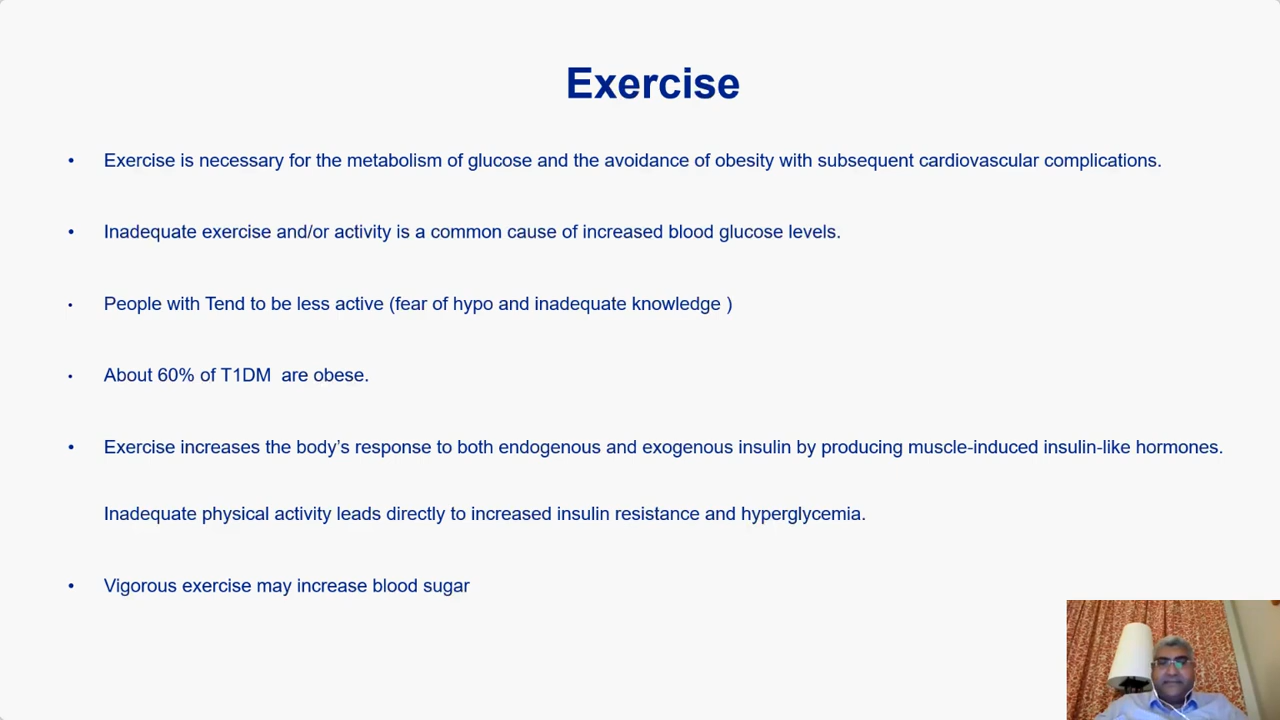 Exercise
• Exercise is necessary for the metabolism of glucose and the avoidance of obesity with subsequent cardiovascular complications.
• Inadequate exercise and/or activity is a common cause of increased blood glucose levels.
• People with Tend to be less active (fear of hypo and inadequate knowledge )
• About 60% of T1DM  are obese.
• Exercise increases the body’s response to both endogenous and exogenous insulin by producing muscle-induced insulin-like hormones.
Inadequate physical activity leads directly to increased insulin resistance and hyperglycemia.
• Vigorous exercise may increase blood sugar